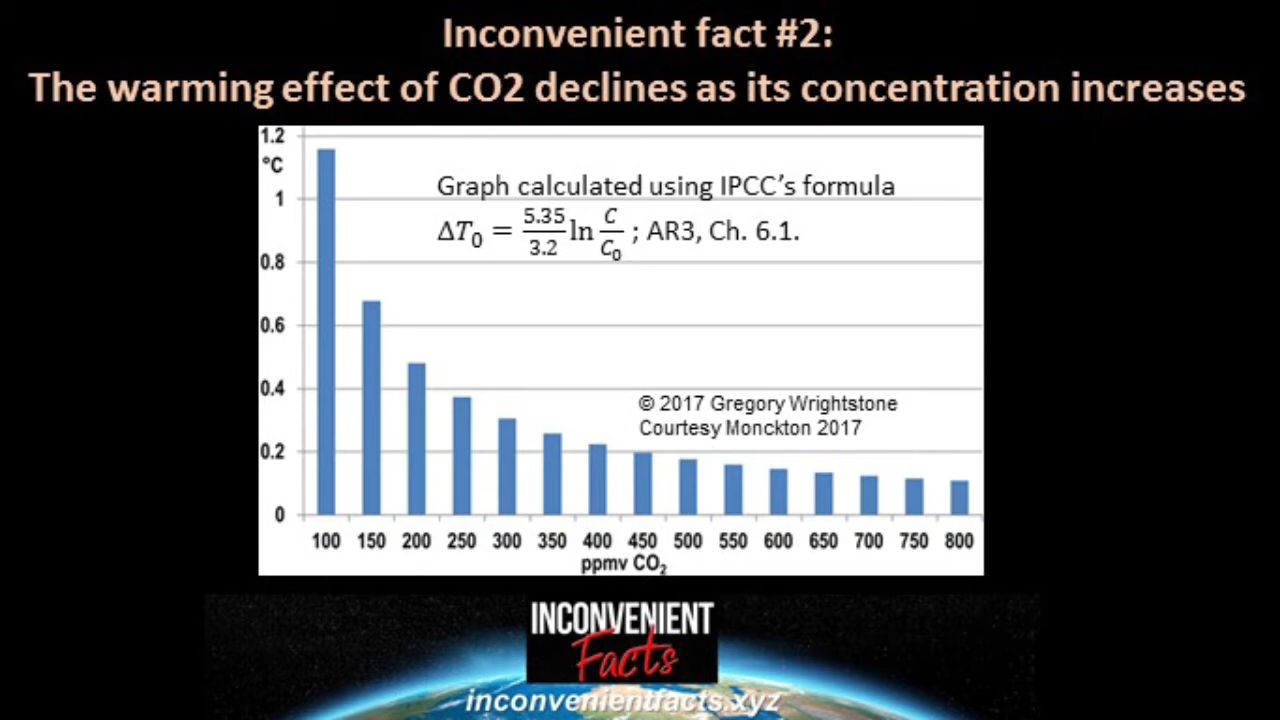 Inconvenient fact #2:
The warming effect of CO2 declines as its concentration increases
1.2
°C
Graph calculated using IPCC's formula
ΔT₀ = 5.35/3.2 ln C/C₀ ; AR3, Ch. 6.1.
1
0.8
0.6
0.4
© 2017 Gregory Wrightstone
Courtesy Monckton 2017
0.2
0
100 150 200 250 300 350 400 450 500 550 600 650 700 750 800
ppmv CO₂
INCONVENIENT
Facts
inconvenientfacts.xyz